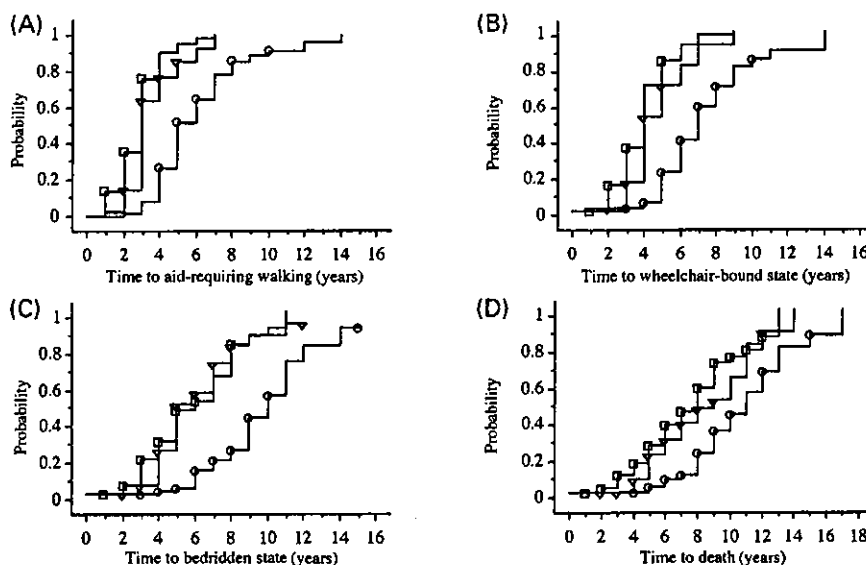 (A)
1
0.8
0.6
0.4
0.2
0
Probability
0 2 4 6 8 10 12 14 16
Time to aid-requiring walking (years)
(B)
1
0.8
0.6
0.4
0.2
0
Probability
0 2 4 6 8 10 12 14 16
Time to wheelchair-bound state (years)
(C)
1
0.8
0.6
0.4
0.2
0
Probability
0 2 4 6 8 10 12 14 16
Time to bedridden state (years)
(D)
1
0.8
0.6
0.4
0.2
0
Probability
0 2 4 6 8 10 12 14 16 18
Time to death (years)